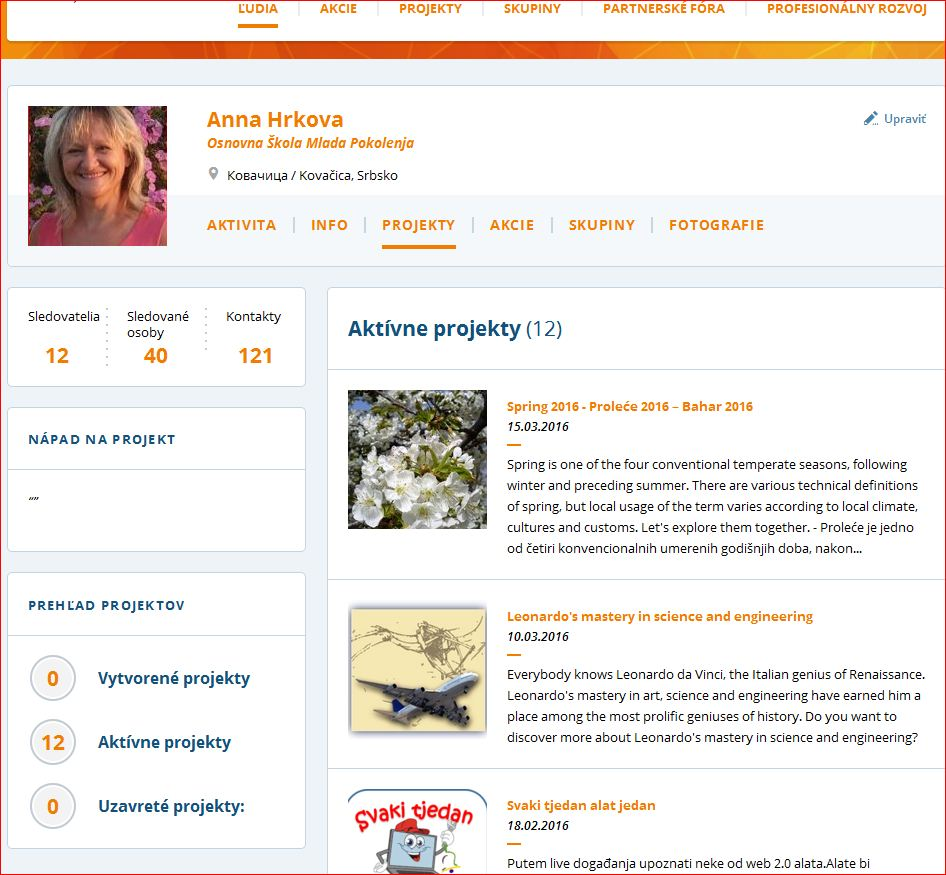 ĽUDIA AKCIE PROJEKTY SKUPINY PARTNERSKÉ FÓRA PROFESIONÁLNY ROZVOJ
Anna Hrkova
Upraviť
Osnovna Škola Mlada Pokolenja
Ковачица / Kovačica, Srbsko
AKTIVITA INFO PROJEKTY AKCIE SKUPINY FOTOGRAFIE
Sledovatelia
12
Sledované
osoby
40
Kontakty
121
NÁPAD NA PROJEKT
“”
PREHĽAD PROJEKTOV
0 Vytvorené projekty
12 Aktívne projekty
0 Uzavreté projekty:
Aktívne projekty (12)
Spring 2016 - Proleće 2016 – Bahar 2016
15.03.2016
Spring is one of the four conventional temperate seasons, following
winter and preceding summer. There are various technical definitions
of spring, but local usage of the term varies according to local climate,
cultures and customs. Let's explore them together. - Proleće je jedno
od četiri konvencionalnih umerenih godišnjih doba, nakon...
Leonardo's mastery in science and engineering
10.03.2016
Everybody knows Leonardo da Vinci, the Italian genius of Renaissance.
Leonardo's mastery in art, science and engineering have earned him a
place among the most prolific geniuses of history. Do you want to
discover more about Leonardo's mastery in science and engineering?
Svaki tjedan
Svaki tjedan alat jedan
18.02.2016
Putem live događanja upoznati neke od web 2.0 alata.Alate bi